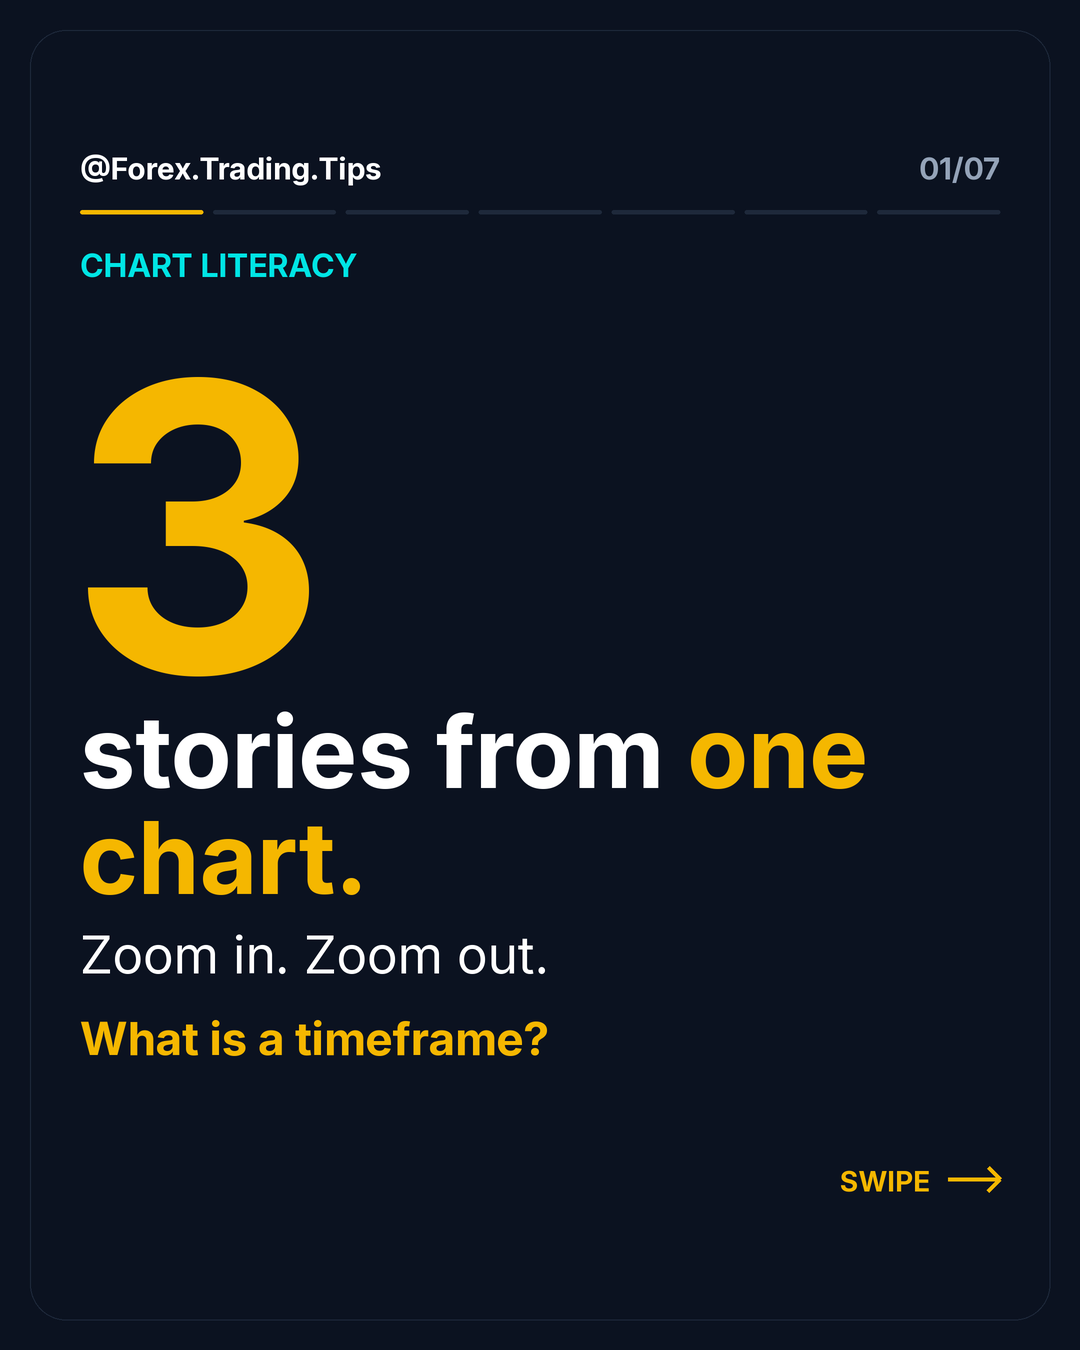 @Forex.Trading.Tips
01/07
CHART LITERACY
3
stories from one
chart.
Zoom in. Zoom out.
What is a timeframe?
SWIPE